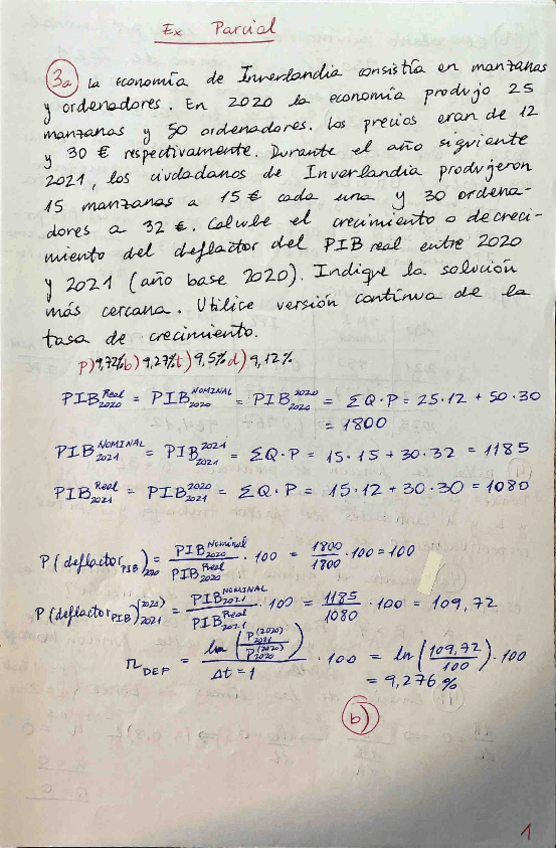 Ex Parcial
3a La economía de Inverlandia consistía en manzanas
y ordenadores. En 2020 la economía produjo 25
manzanas y 50 ordenadores. Los precios eran de 12
y 30 € respectivamente. Durante el año siguiente
2021, los ciudadanos de Inverlandia produjeron
15 manzanas a 15 € cada una y 30 ordena-
dores a 32 €. Calcule el crecimiento o decreci-
miento del deflactor del PIB real entre 2020
y 2021 (año base 2020). Indique la solución
más cercana. Utilice versión continua de la
tasa de crecimiento.
p) 9,72% b) 9,27% t) 9,5% d) 9,12%
PIB^Real_2020 = PIB^NOMINAL_2020 = PIB^2020_2020 = ΣQ·P = 25·12 + 50·30
= 1800
PIB^NOMINAL_2021 = PIB^2021_2021 = ΣQ·P = 15·15 + 30·32 = 1185
PIB^Real_2021 = PIB^2020_2021 = ΣQ·P = 15·12 + 30·30 = 1080
P(deflactor_PIB)_2020 = PIB^Nominal_2020 / PIB^Real_2020 · 100 = 1800/1800 · 100 = 100
P(deflactor_PIB)^(2020)_2021 = PIB^NOMINAL_2021 / PIB^Real_2021 · 100 = 1185/1080 · 100 = 109,72
π_DEF = ln(P^(2020)_2021 / P^(2020)_2020) / Δt=1 · 100 = ln(109,72/100)·100
= 9,276 %
b)
1